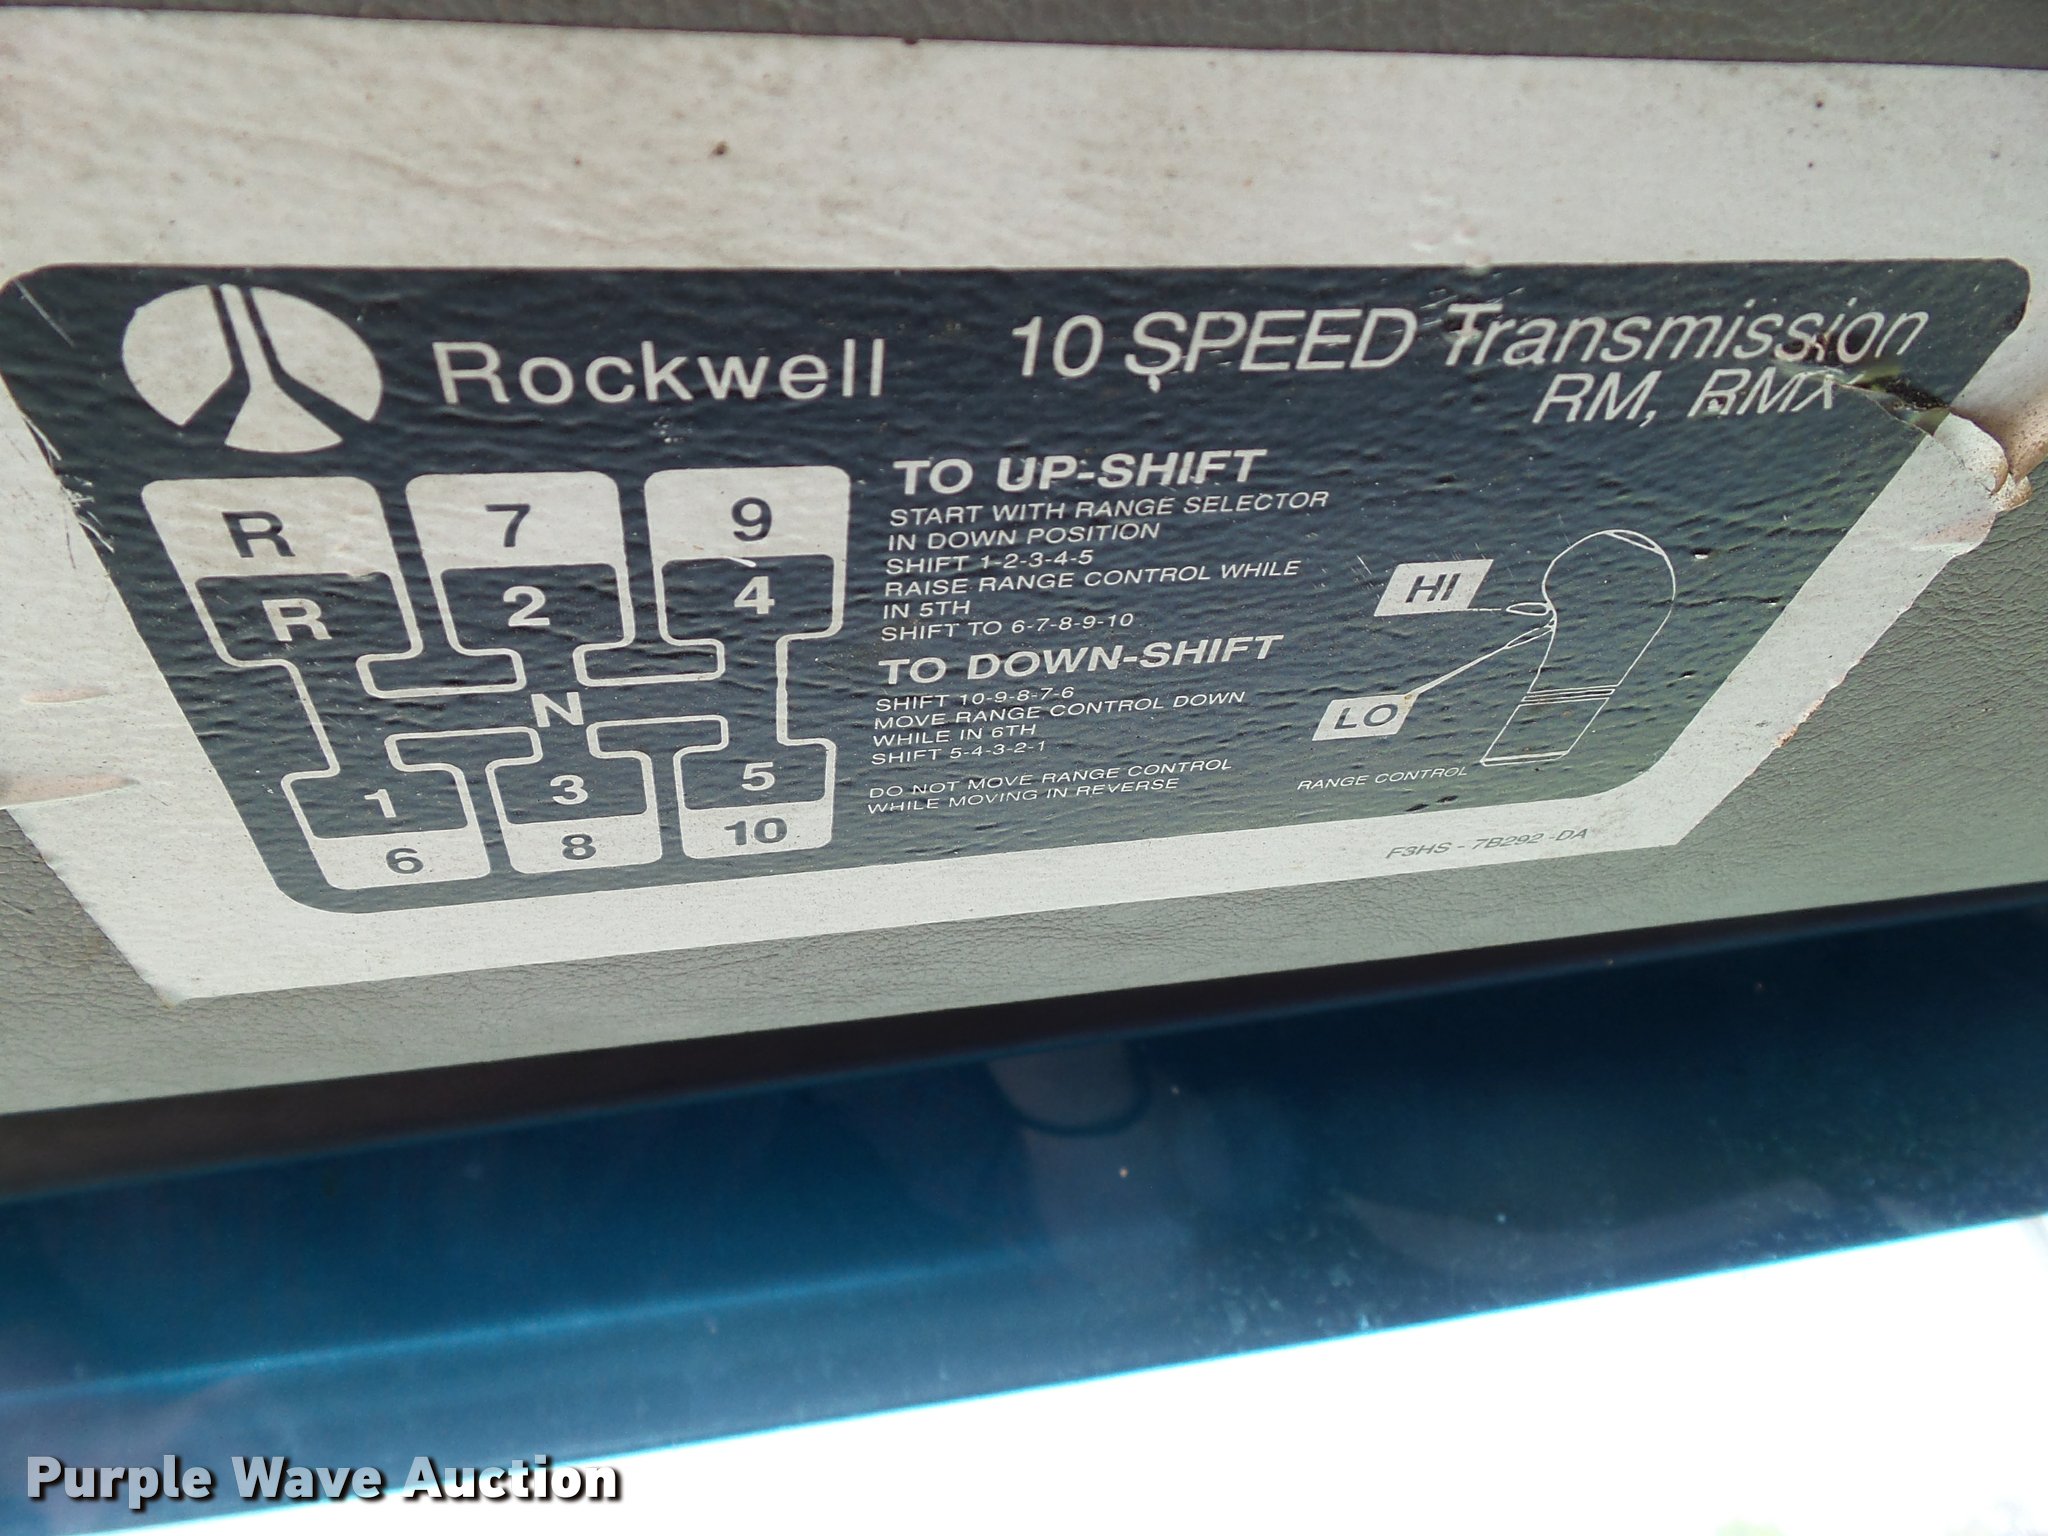 Rockwell
10 SPEED Transmission
RM, RMX
R 7 9
R 2 4
N
1 3 5
6 8 10
TO UP-SHIFT
START WITH RANGE SELECTOR
IN DOWN POSITION
SHIFT 1-2-3-4-5
RAISE RANGE CONTROL WHILE
IN 5TH
SHIFT TO 6-7-8-9-10
TO DOWN-SHIFT
SHIFT 10-9-8-7-6
MOVE RANGE CONTROL DOWN
WHILE IN 6TH
SHIFT 5-4-3-2-1
DO NOT MOVE RANGE CONTROL
WHILE MOVING IN REVERSE
HI
LO
RANGE CONTROL
F3HS - 7B292 -DA
Purple Wave Auction